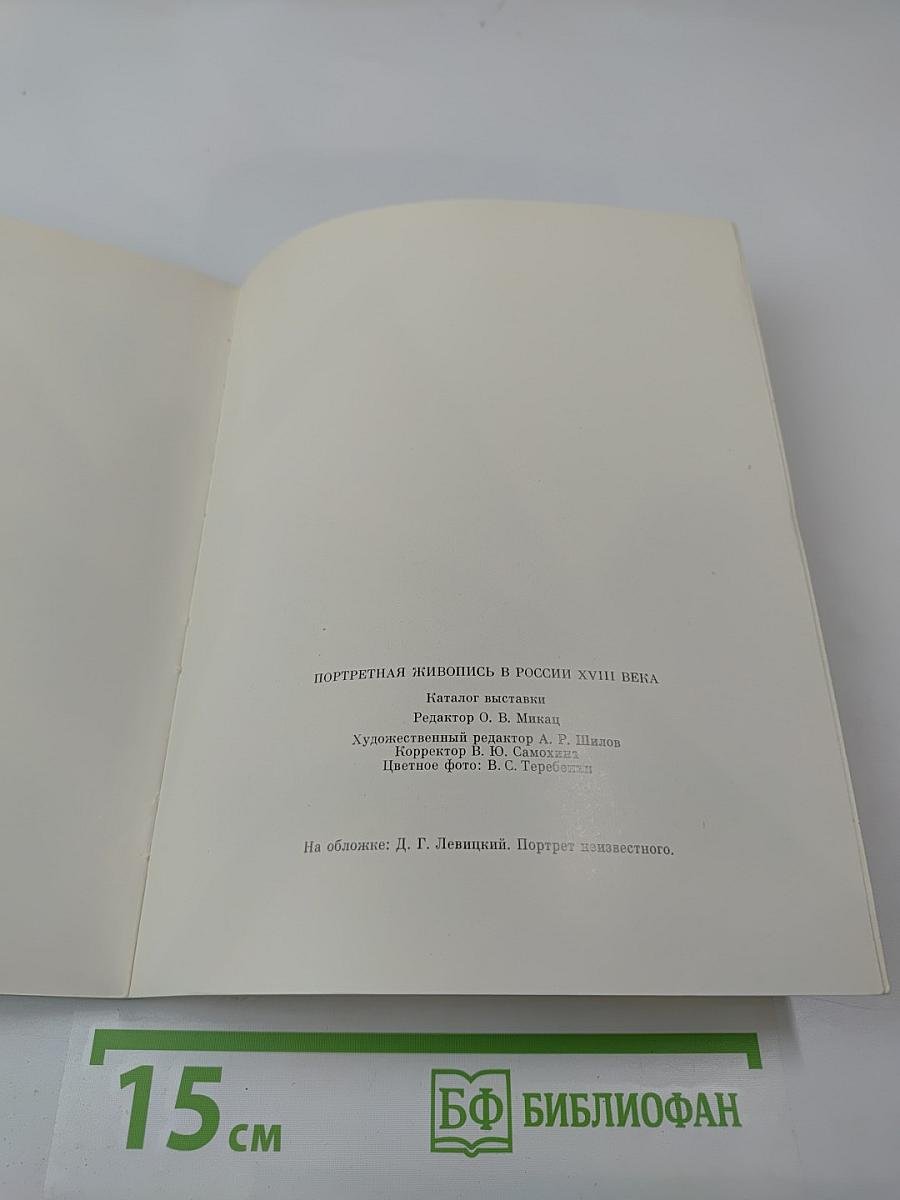 ПОРТРЕТНАЯ ЖИВОПИСЬ В РОССИИ XVIII ВЕКА
Каталог выставки
Редактор О. В. Микац
Художественный редактор А. Р. Шилов
Корректор В. Ю. Самохина
Цветное фото: В. С. Теребенин
На обложке: Д. Г. Левицкий. Портрет неизвестного.
15 см
БФ БИБЛИОФАН